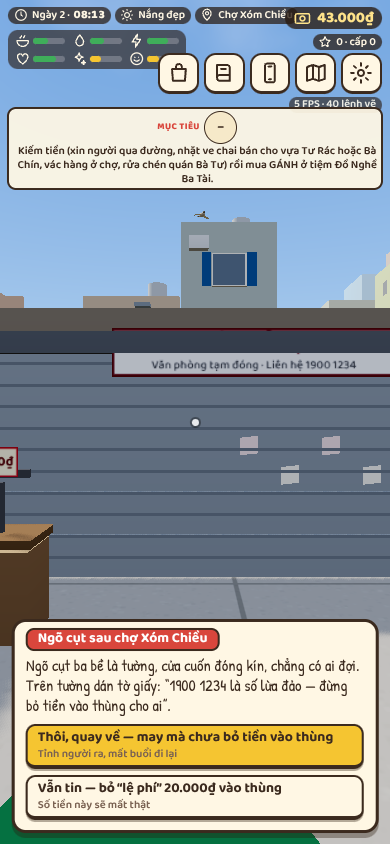 Ngày 2 · 08:13
Nắng đẹp
Chợ Xóm Chiếu
43.000₫
0 · cấp 0
5 FPS · 40 lệnh vẽ
MỤC TIÊU
–
Kiếm tiền (xin người qua đường, nhặt ve chai bán cho vựa Tư Rác hoặc Bà
Chín, vác hàng ở chợ, rửa chén quán Bà Tư) rồi mua GÁNH ở tiệm Đồ Nghề
Ba Tài.
Văn phòng tạm đóng · Liên hệ 1900 1234
0₫
Ngõ cụt sau chợ Xóm Chiếu
Ngõ cụt ba bề là tường, cửa cuốn đóng kín, chẳng có ai đợi.
Trên tường dán tờ giấy: "1900 1234 là số lừa đảo — đừng
bỏ tiền vào thùng cho ai".
Thôi, quay về — may mà chưa bỏ tiền vào thùng
Tỉnh người ra, mất buổi đi lại
Vẫn tin — bỏ "lệ phí" 20.000₫ vào thùng
Số tiền này sẽ mất thật